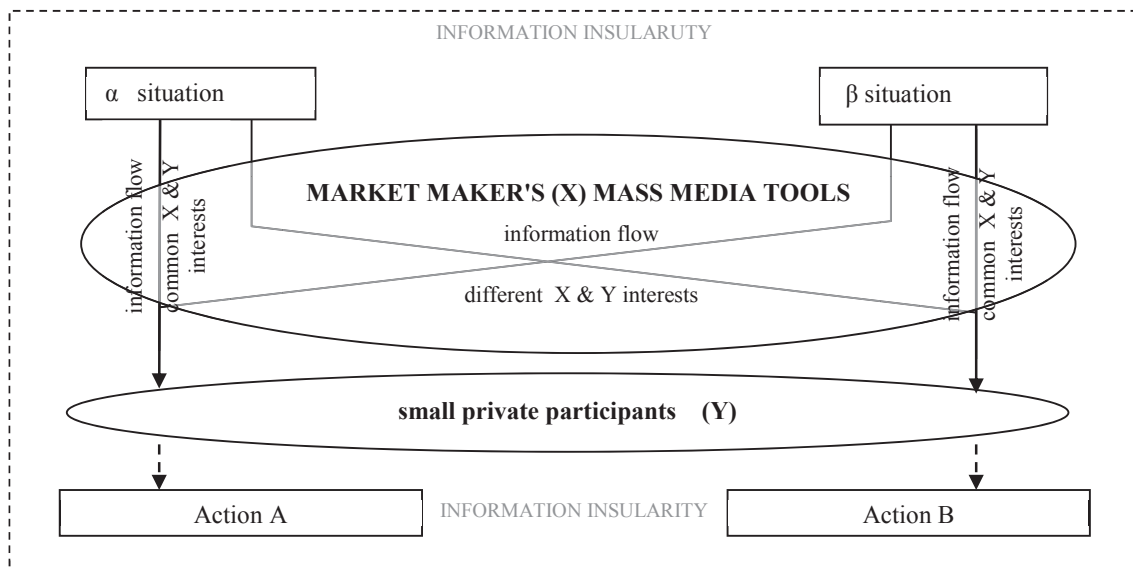 INFORMATION INSULARUTY
α situation
β situation
information flow
common X & Y
interests
MARKET MAKER'S (X) MASS MEDIA TOOLS
information flow
different X & Y interests
information flow
common X & Y
interests
small private participants (Y)
Action A
INFORMATION INSULARITY
Action B